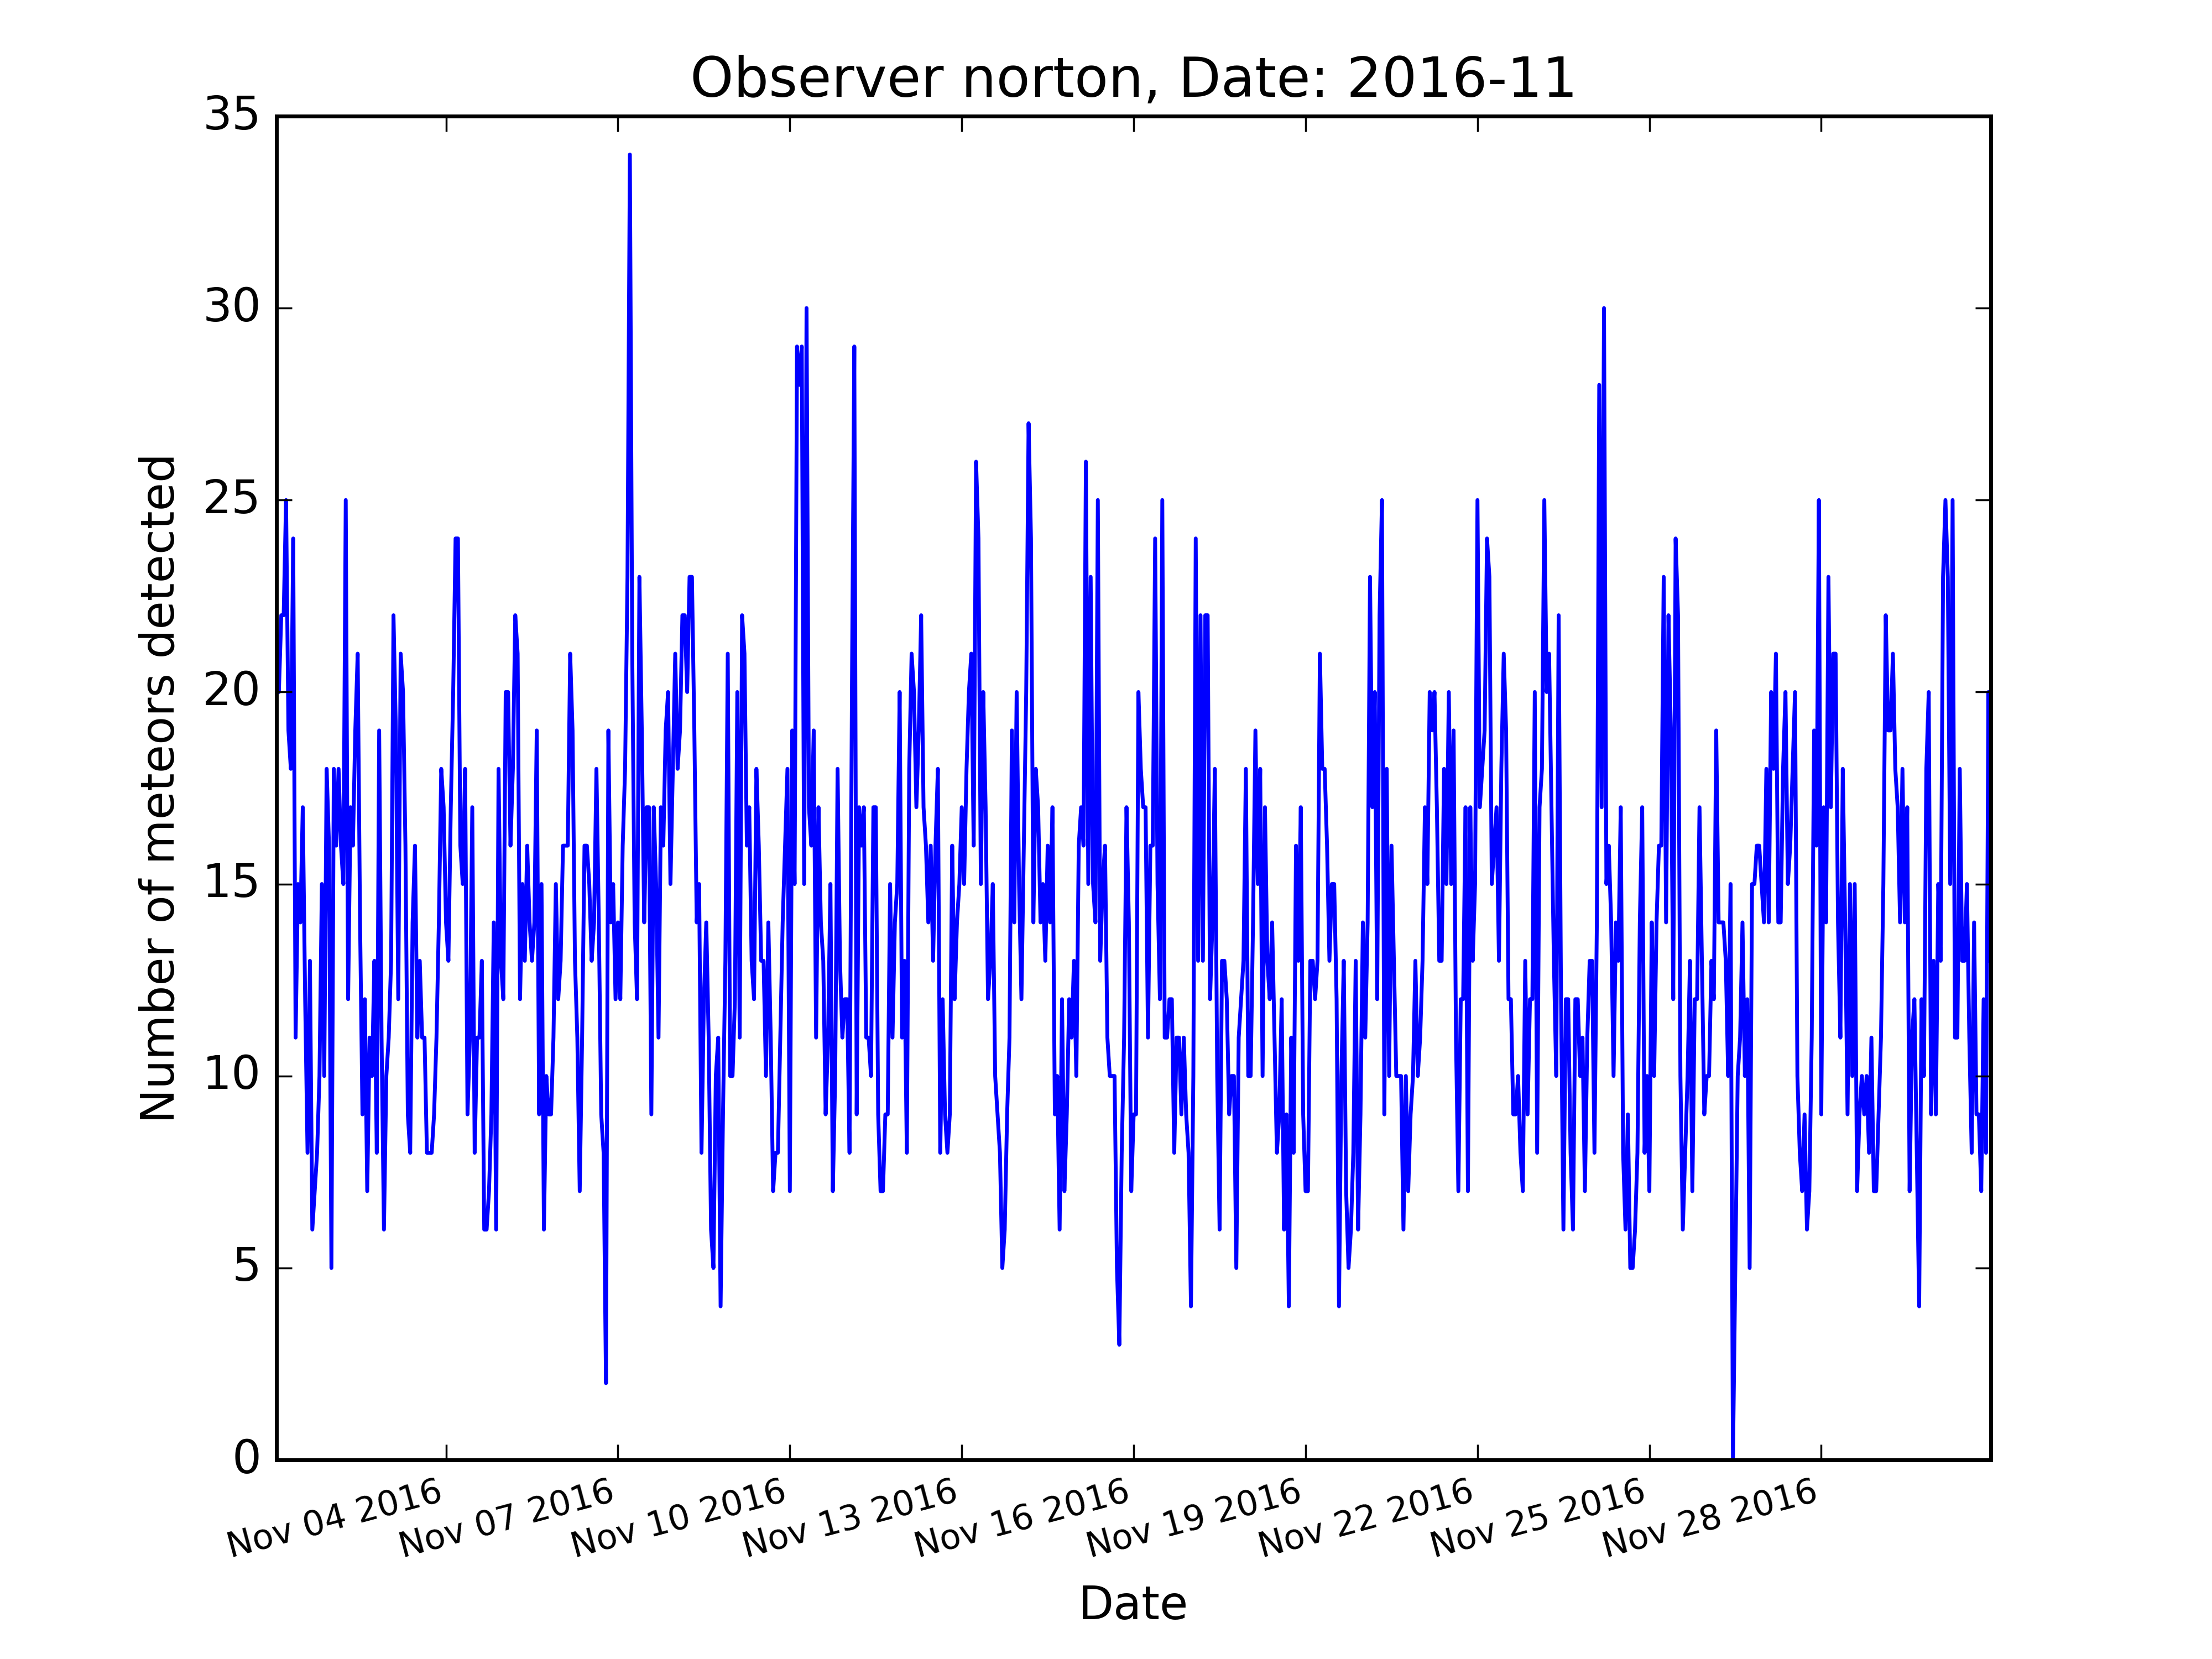 Observer norton, Date: 2016-11
Number of meteors detected
35
30
25
20
15
10
5
0
Nov 04 2016
Nov 07 2016
Nov 10 2016
Nov 13 2016
Nov 16 2016
Nov 19 2016
Nov 22 2016
Nov 25 2016
Nov 28 2016
Date